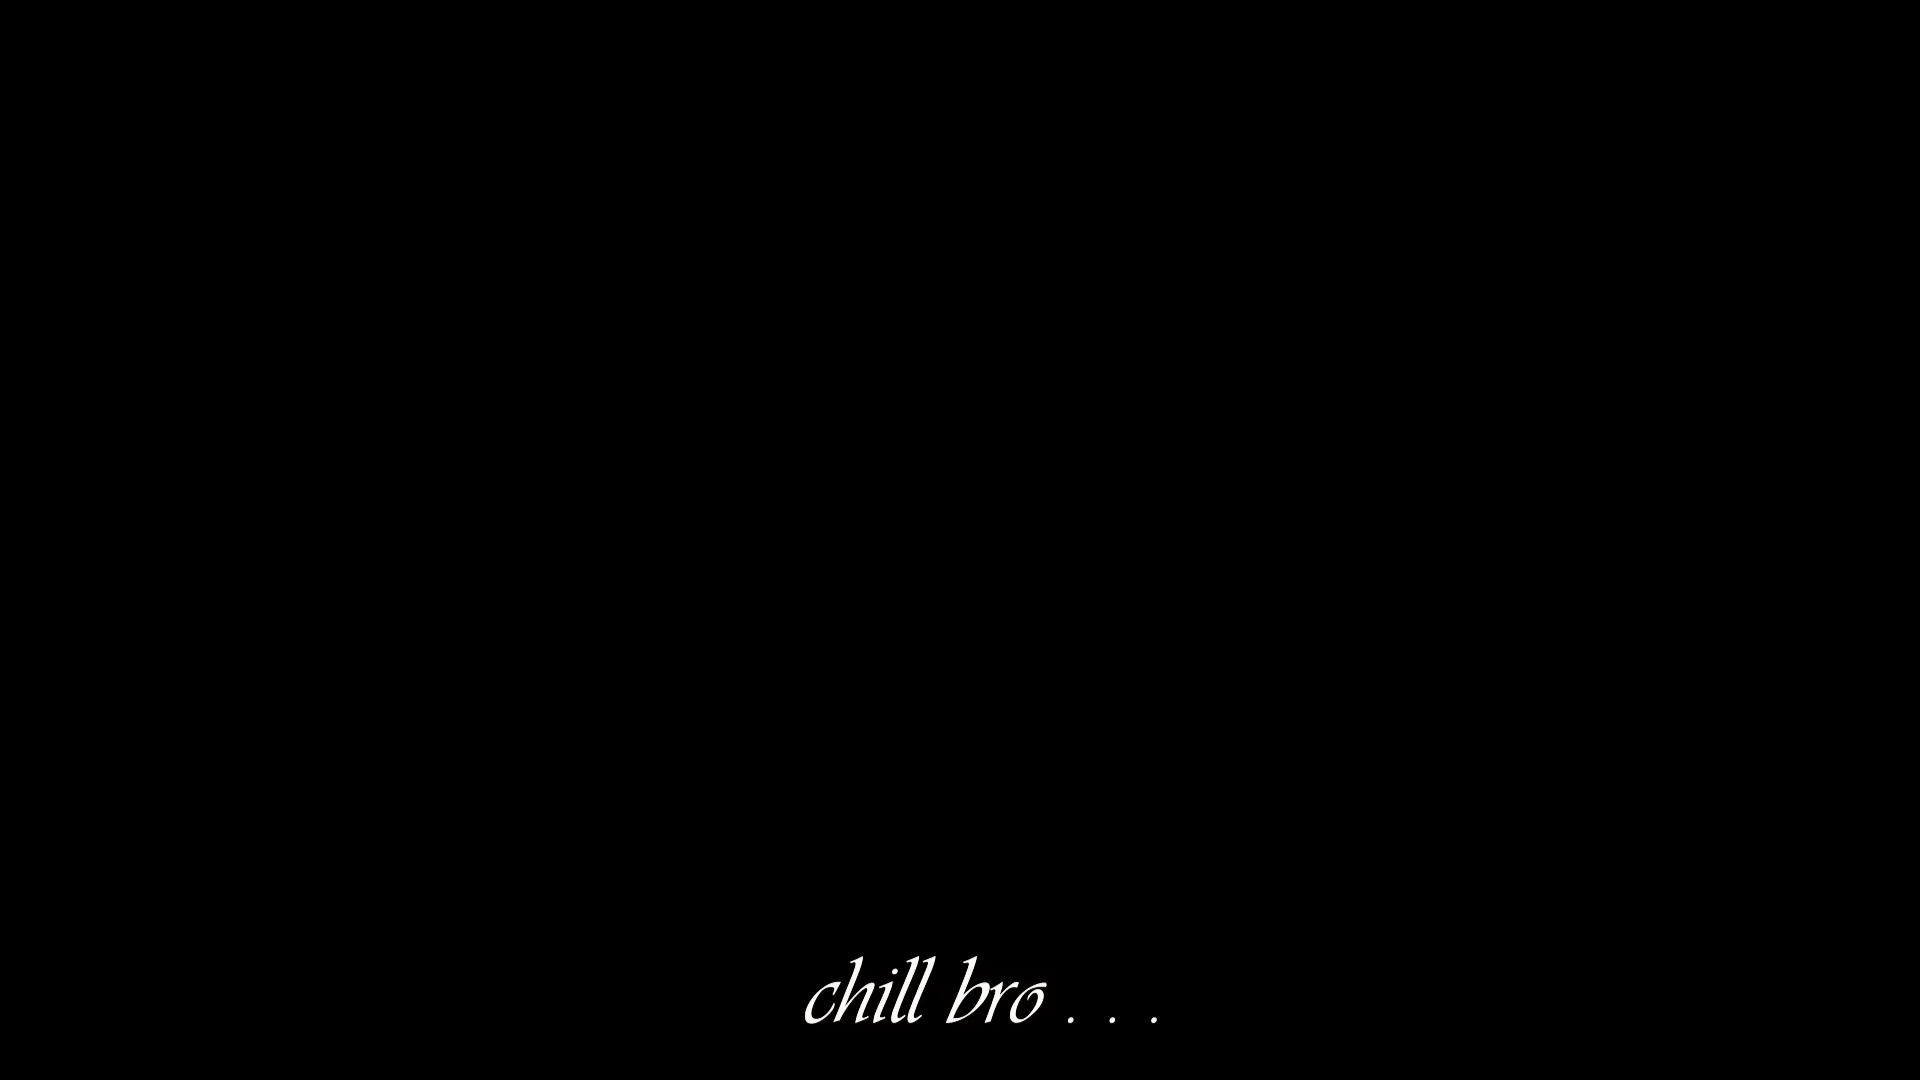 chill bro . . .